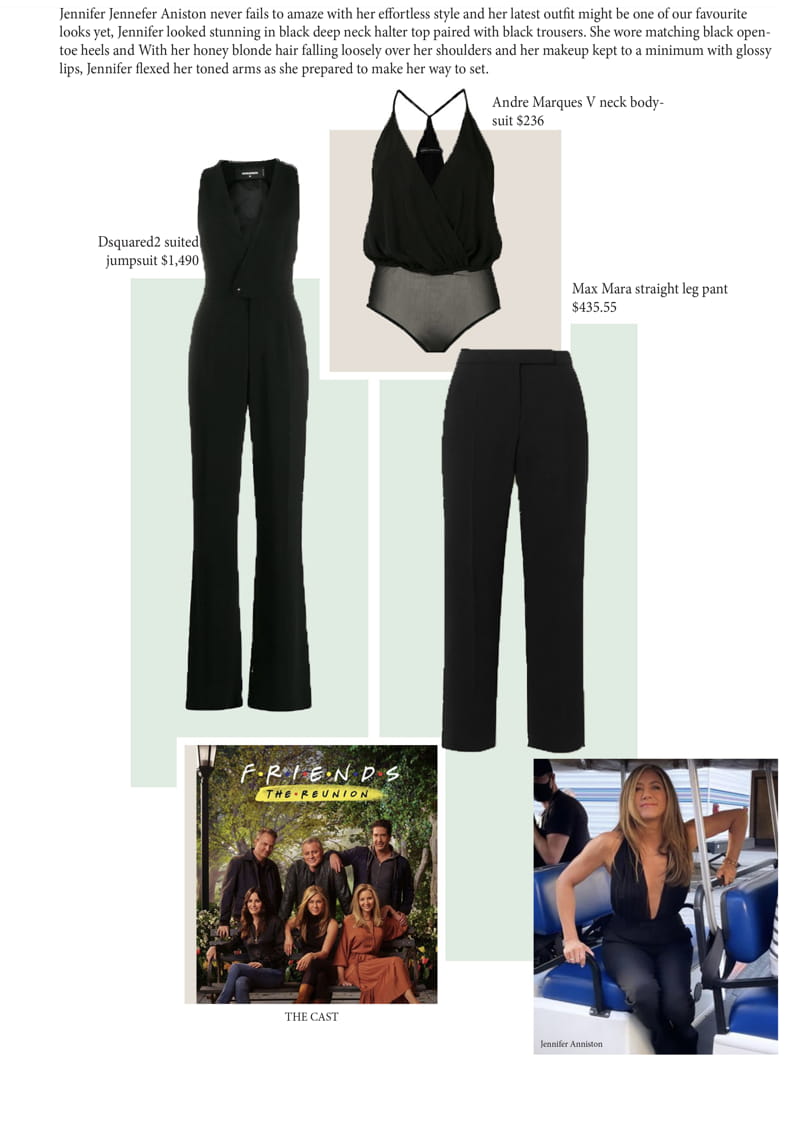 Jennifer Jennefer Aniston never fails to amaze with her effortless style and her latest outfit might be one of our favourite
looks yet, Jennifer looked stunning in black deep neck halter top paired with black trousers. She wore matching black open-
toe heels and With her honey blonde hair falling loosely over her shoulders and her makeup kept to a minimum with glossy
lips, Jennifer flexed her toned arms as she prepared to make her way to set.
Andre Marques V neck body-
suit $236
Dsquared2 suited
jumpsuit $1,490
Max Mara straight leg pant
$435.55
F•R•I•E•N•D•S
THE•REUNION
THE CAST
Jennifer Anniston